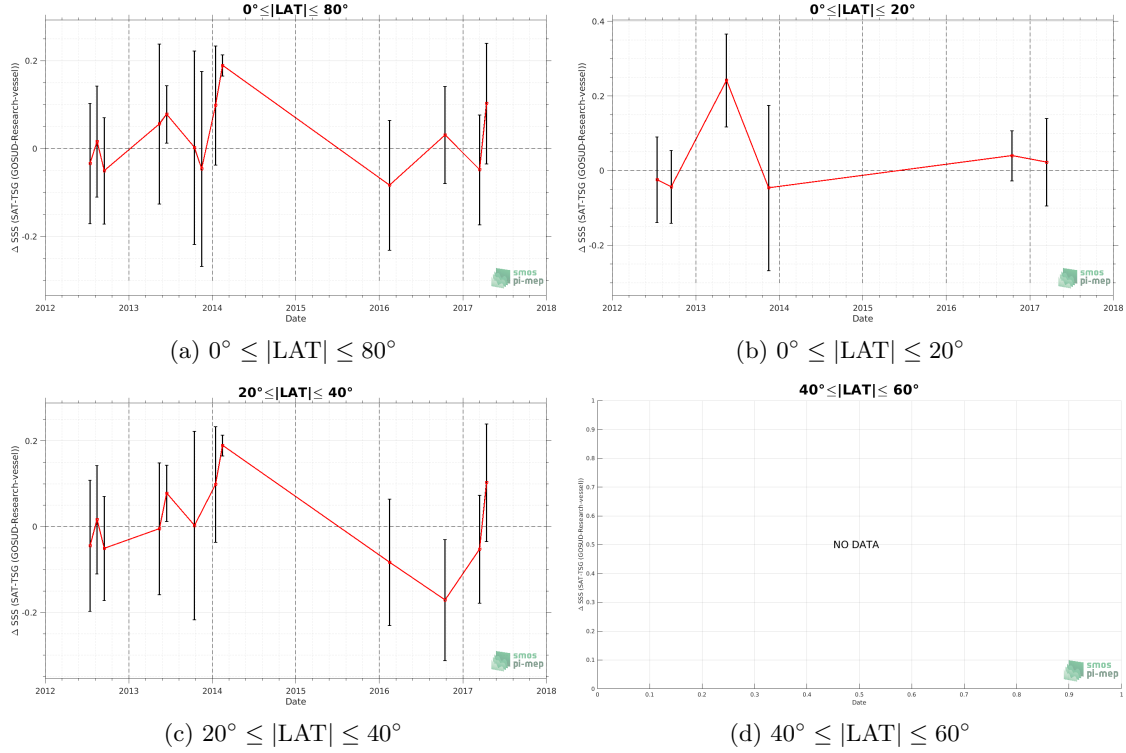 0°≤|LAT|≤ 80°
Δ SSS (SAT-TSG (GOSUD-Research-vessel))
0.2
0
-0.2
2012 2013 2014 2015 2016 2017 2018
Date
smos
pi-mep
(a) 0° ≤ |LAT| ≤ 80°
0°≤|LAT|≤ 20°
Δ SSS (SAT-TSG (GOSUD-Research-vessel))
0.4
0.2
0
-0.2
2012 2013 2014 2015 2016 2017 2018
Date
smos
pi-mep
(b) 0° ≤ |LAT| ≤ 20°
20°≤|LAT|≤ 40°
Δ SSS (SAT-TSG (GOSUD-Research-vessel))
0.2
0
-0.2
2012 2013 2014 2015 2016 2017 2018
Date
smos
pi-mep
(c) 20° ≤ |LAT| ≤ 40°
40°≤|LAT|≤ 60°
Δ SSS (SAT-TSG (GOSUD-Research-vessel))
1
0.9
0.8
0.7
0.6
0.5
0.4
0.3
0.2
0.1
0
NO DATA
0 0.1 0.2 0.3 0.4 0.5 0.6 0.7 0.8 0.9 1
Date
smos
pi-mep
(d) 40° ≤ |LAT| ≤ 60°